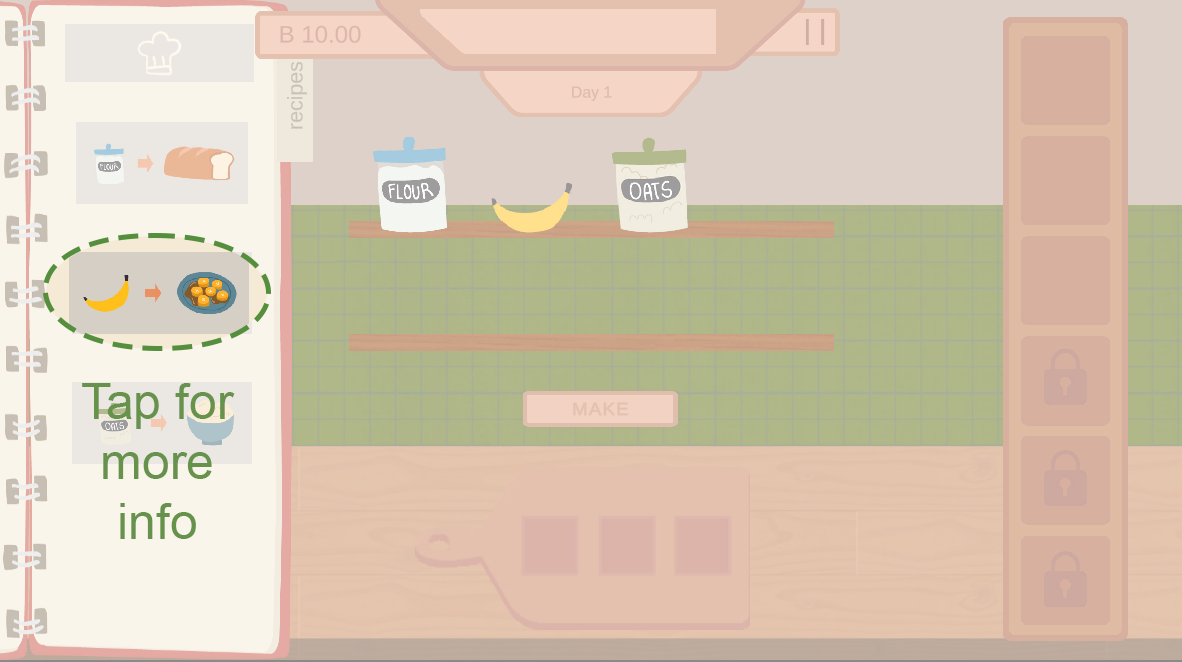 B 10.00
recipes
Day 1
FLOUR
FLOUR
OATS
Tap for
OATS
MAKE
more
info